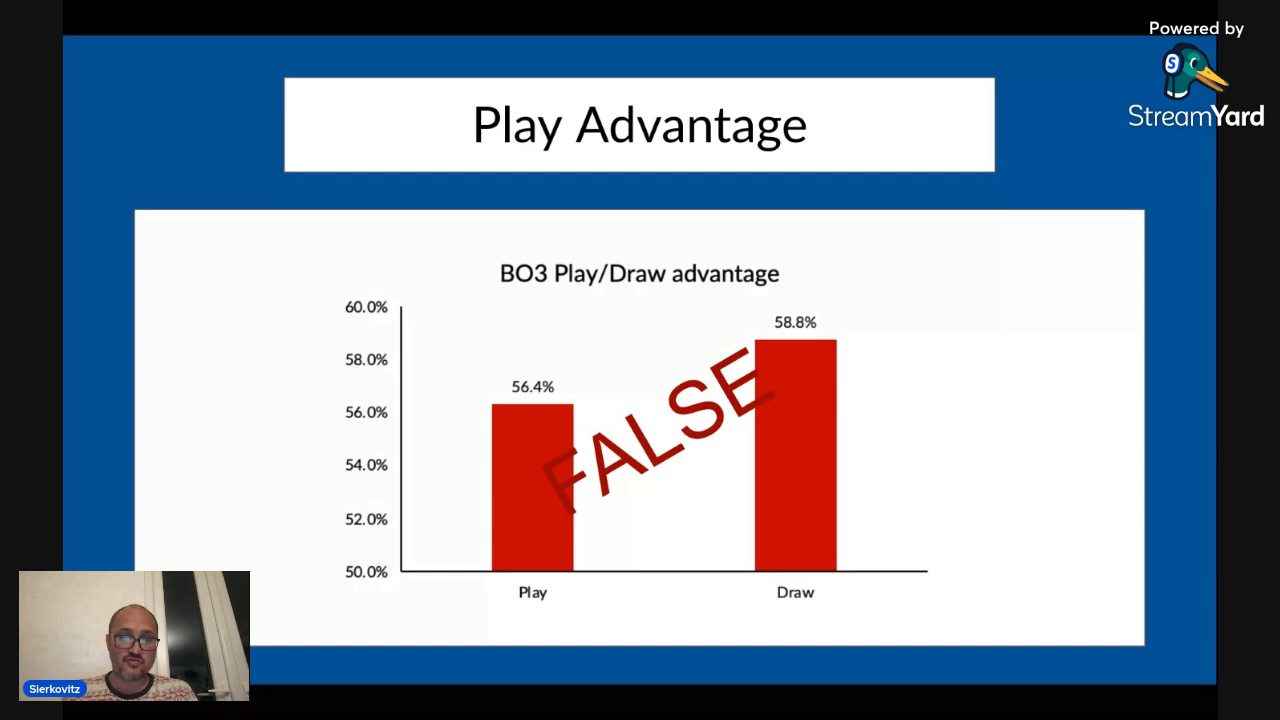 Powered by
StreamYard
Play Advantage
BO3 Play/Draw advantage
60.0%
58.0%
56.0%
54.0%
52.0%
50.0%
56.4%
58.8%
FALSE
Play
Draw
Sierkovitz